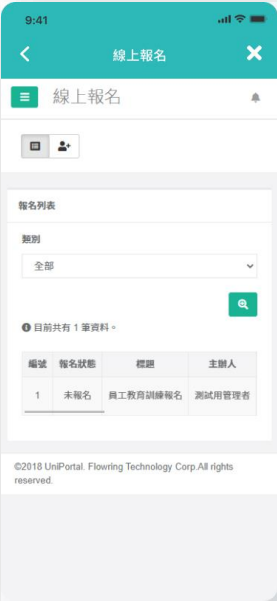 9:41
線上報名
線上報名
報名列表
類別
全部
目前共有 1 筆資料。
編號 報名狀態 標題 主辦人
1 未報名 員工教育訓練報名 測試用管理者
©2018 UniPortal. Flowring Technology Corp.All rights
reserved.